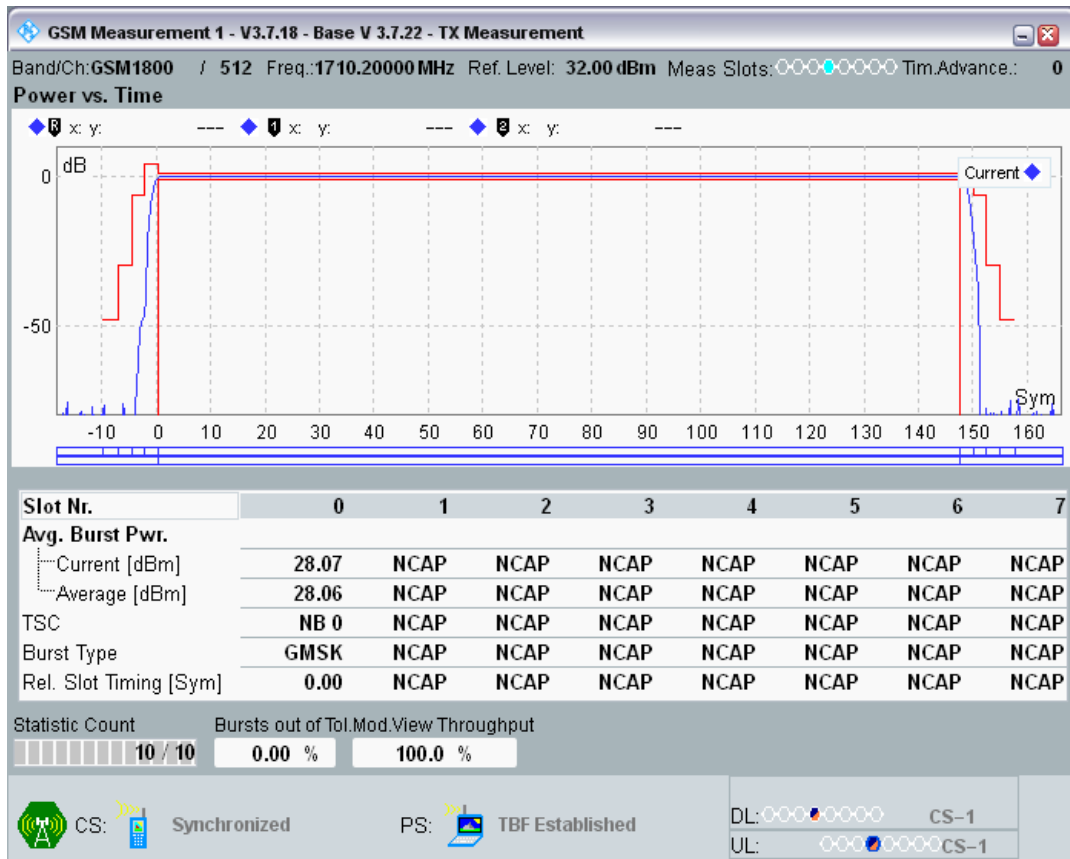 GSM Measurement 1 - V3.7.18 - Base V 3.7.22 - TX Measurement
Band/Ch:GSM1800 / 512 Freq.:1710.20000 MHz Ref. Level: 32.00 dBm Meas Slots: Tim.Advance.: 0
Power vs. Time
R x: y: --- 1 x: y: --- 2 x: y: ---
dB
0
Current
-50
Sym
-10 0 10 20 30 40 50 60 70 80 90 100 110 120 130 140 150 160
Slot Nr. 0 1 2 3 4 5 6 7
Avg. Burst Pwr.
Current [dBm] 28.07 NCAP NCAP NCAP NCAP NCAP NCAP NCAP
Average [dBm] 28.06 NCAP NCAP NCAP NCAP NCAP NCAP NCAP
TSC NB 0 NCAP NCAP NCAP NCAP NCAP NCAP NCAP
Burst Type GMSK NCAP NCAP NCAP NCAP NCAP NCAP NCAP
Rel. Slot Timing [Sym] 0.00 NCAP NCAP NCAP NCAP NCAP NCAP NCAP
Statistic Count Bursts out of Tol.Mod.View Throughput
10 / 10 0.00 % 100.0 %
CS: Synchronized PS: TBF Established
DL: CS-1
UL: CS-1